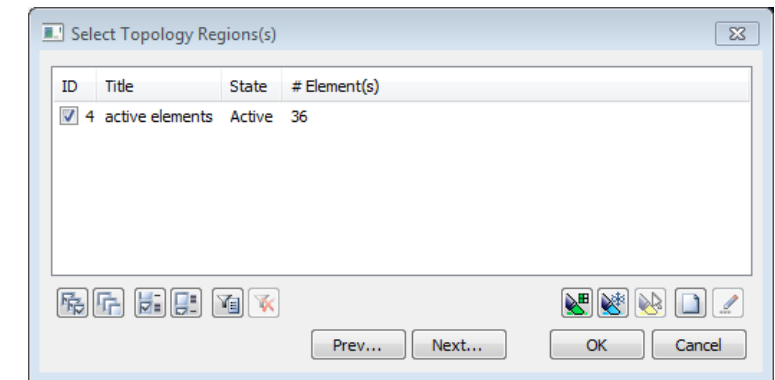 Select Topology Regions(s)
ID Title State # Element(s)
4 active elements Active 36
Prev... Next... OK Cancel